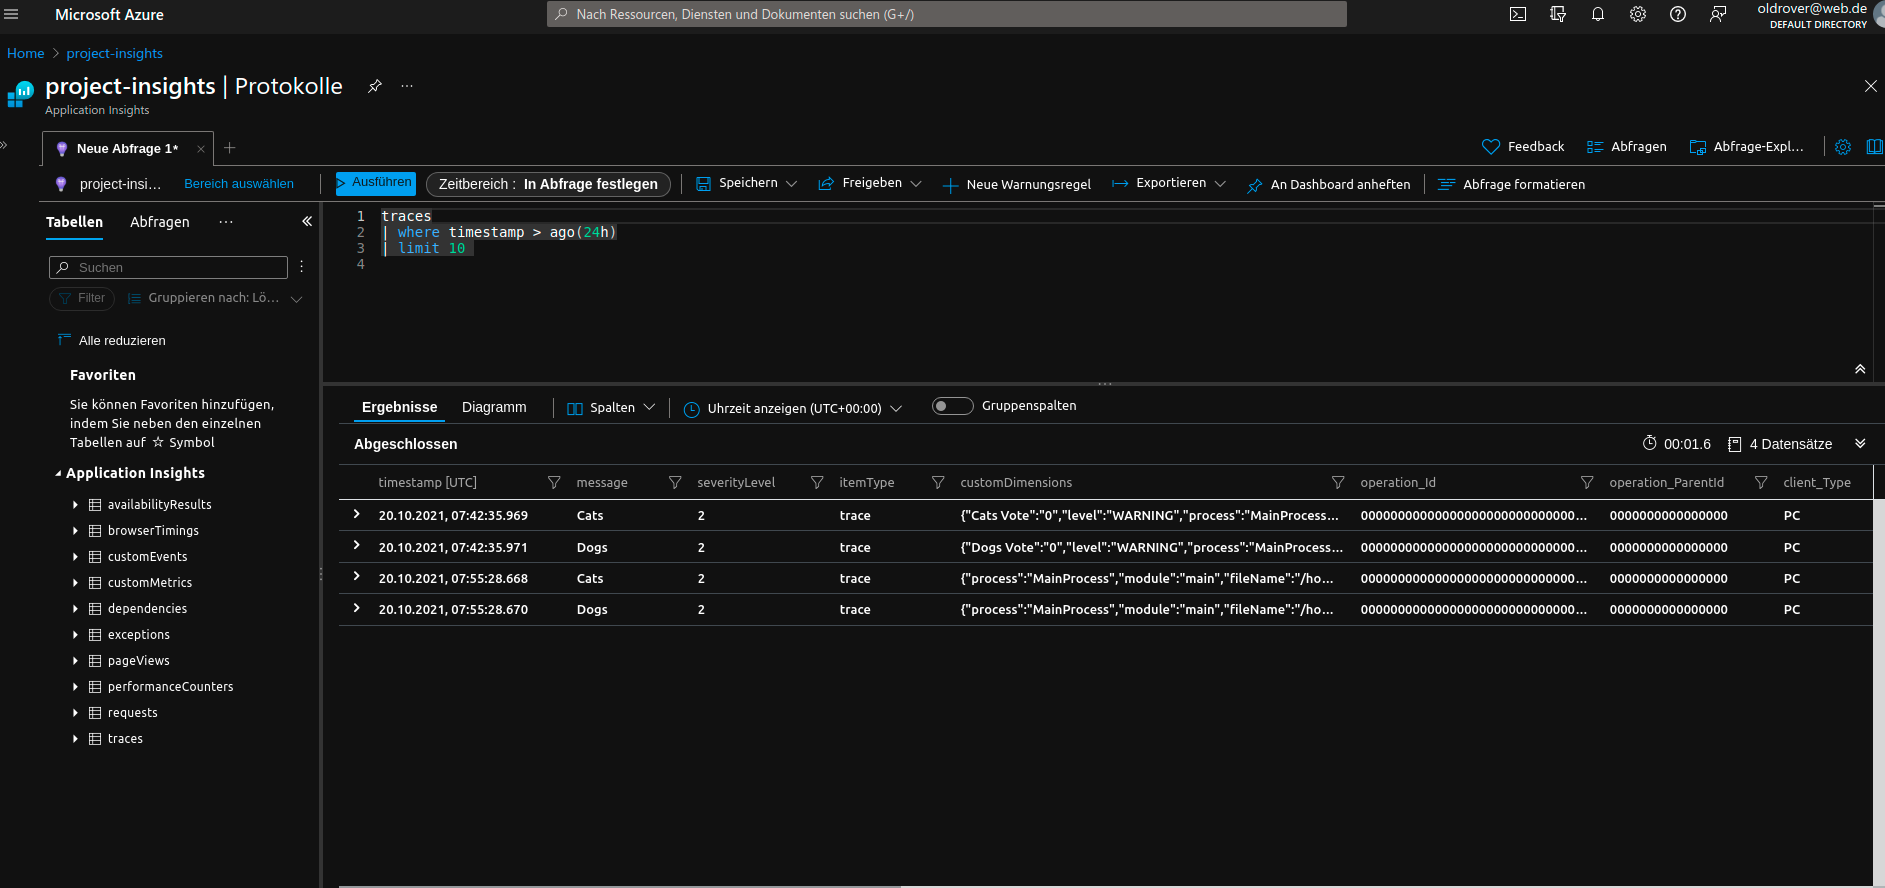 Microsoft Azure
Nach Ressourcen, Diensten und Dokumenten suchen (G+/)
oldrover@web.de
DEFAULT DIRECTORY
Home > project-insights
project-insights | Protokolle
Application Insights
Neue Abfrage 1*
Feedback
Abfragen
Abfrage-Expl...
project-insi...
Bereich auswählen
Ausführen
Zeitbereich : In Abfrage festlegen
Speichern
Freigeben
Neue Warnungsregel
Exportieren
An Dashboard anheften
Abfrage formatieren
Tabellen
Abfragen
Suchen
Filter
Gruppieren nach: Lö...
Alle reduzieren
Favoriten
Sie können Favoriten hinzufügen,
indem Sie neben den einzelnen
Tabellen auf ☆ Symbol
Application Insights
availabilityResults
browserTimings
customEvents
customMetrics
dependencies
exceptions
pageViews
performanceCounters
requests
traces
1 traces
2 | where timestamp > ago(24h)
3 | limit 10
4
Ergebnisse
Diagramm
Spalten
Uhrzeit anzeigen (UTC+00:00)
Gruppenspalten
Abgeschlossen
00:01.6
4 Datensätze
timestamp [UTC] message severityLevel itemType customDimensions operation_Id operation_ParentId client_Type
20.10.2021, 07:42:35.969 Cats 2 trace {"Cats Vote":"0","level":"WARNING","process":"MainProcess... 00000000000000000000000000000... 0000000000000000 PC
20.10.2021, 07:42:35.971 Dogs 2 trace {"Dogs Vote":"0","level":"WARNING","process":"MainProcess... 00000000000000000000000000000... 0000000000000000 PC
20.10.2021, 07:55:28.668 Cats 2 trace {"process":"MainProcess","module":"main","fileName":"/ho... 00000000000000000000000000000... 0000000000000000 PC
20.10.2021, 07:55:28.670 Dogs 2 trace {"process":"MainProcess","module":"main","fileName":"/ho... 00000000000000000000000000000... 0000000000000000 PC